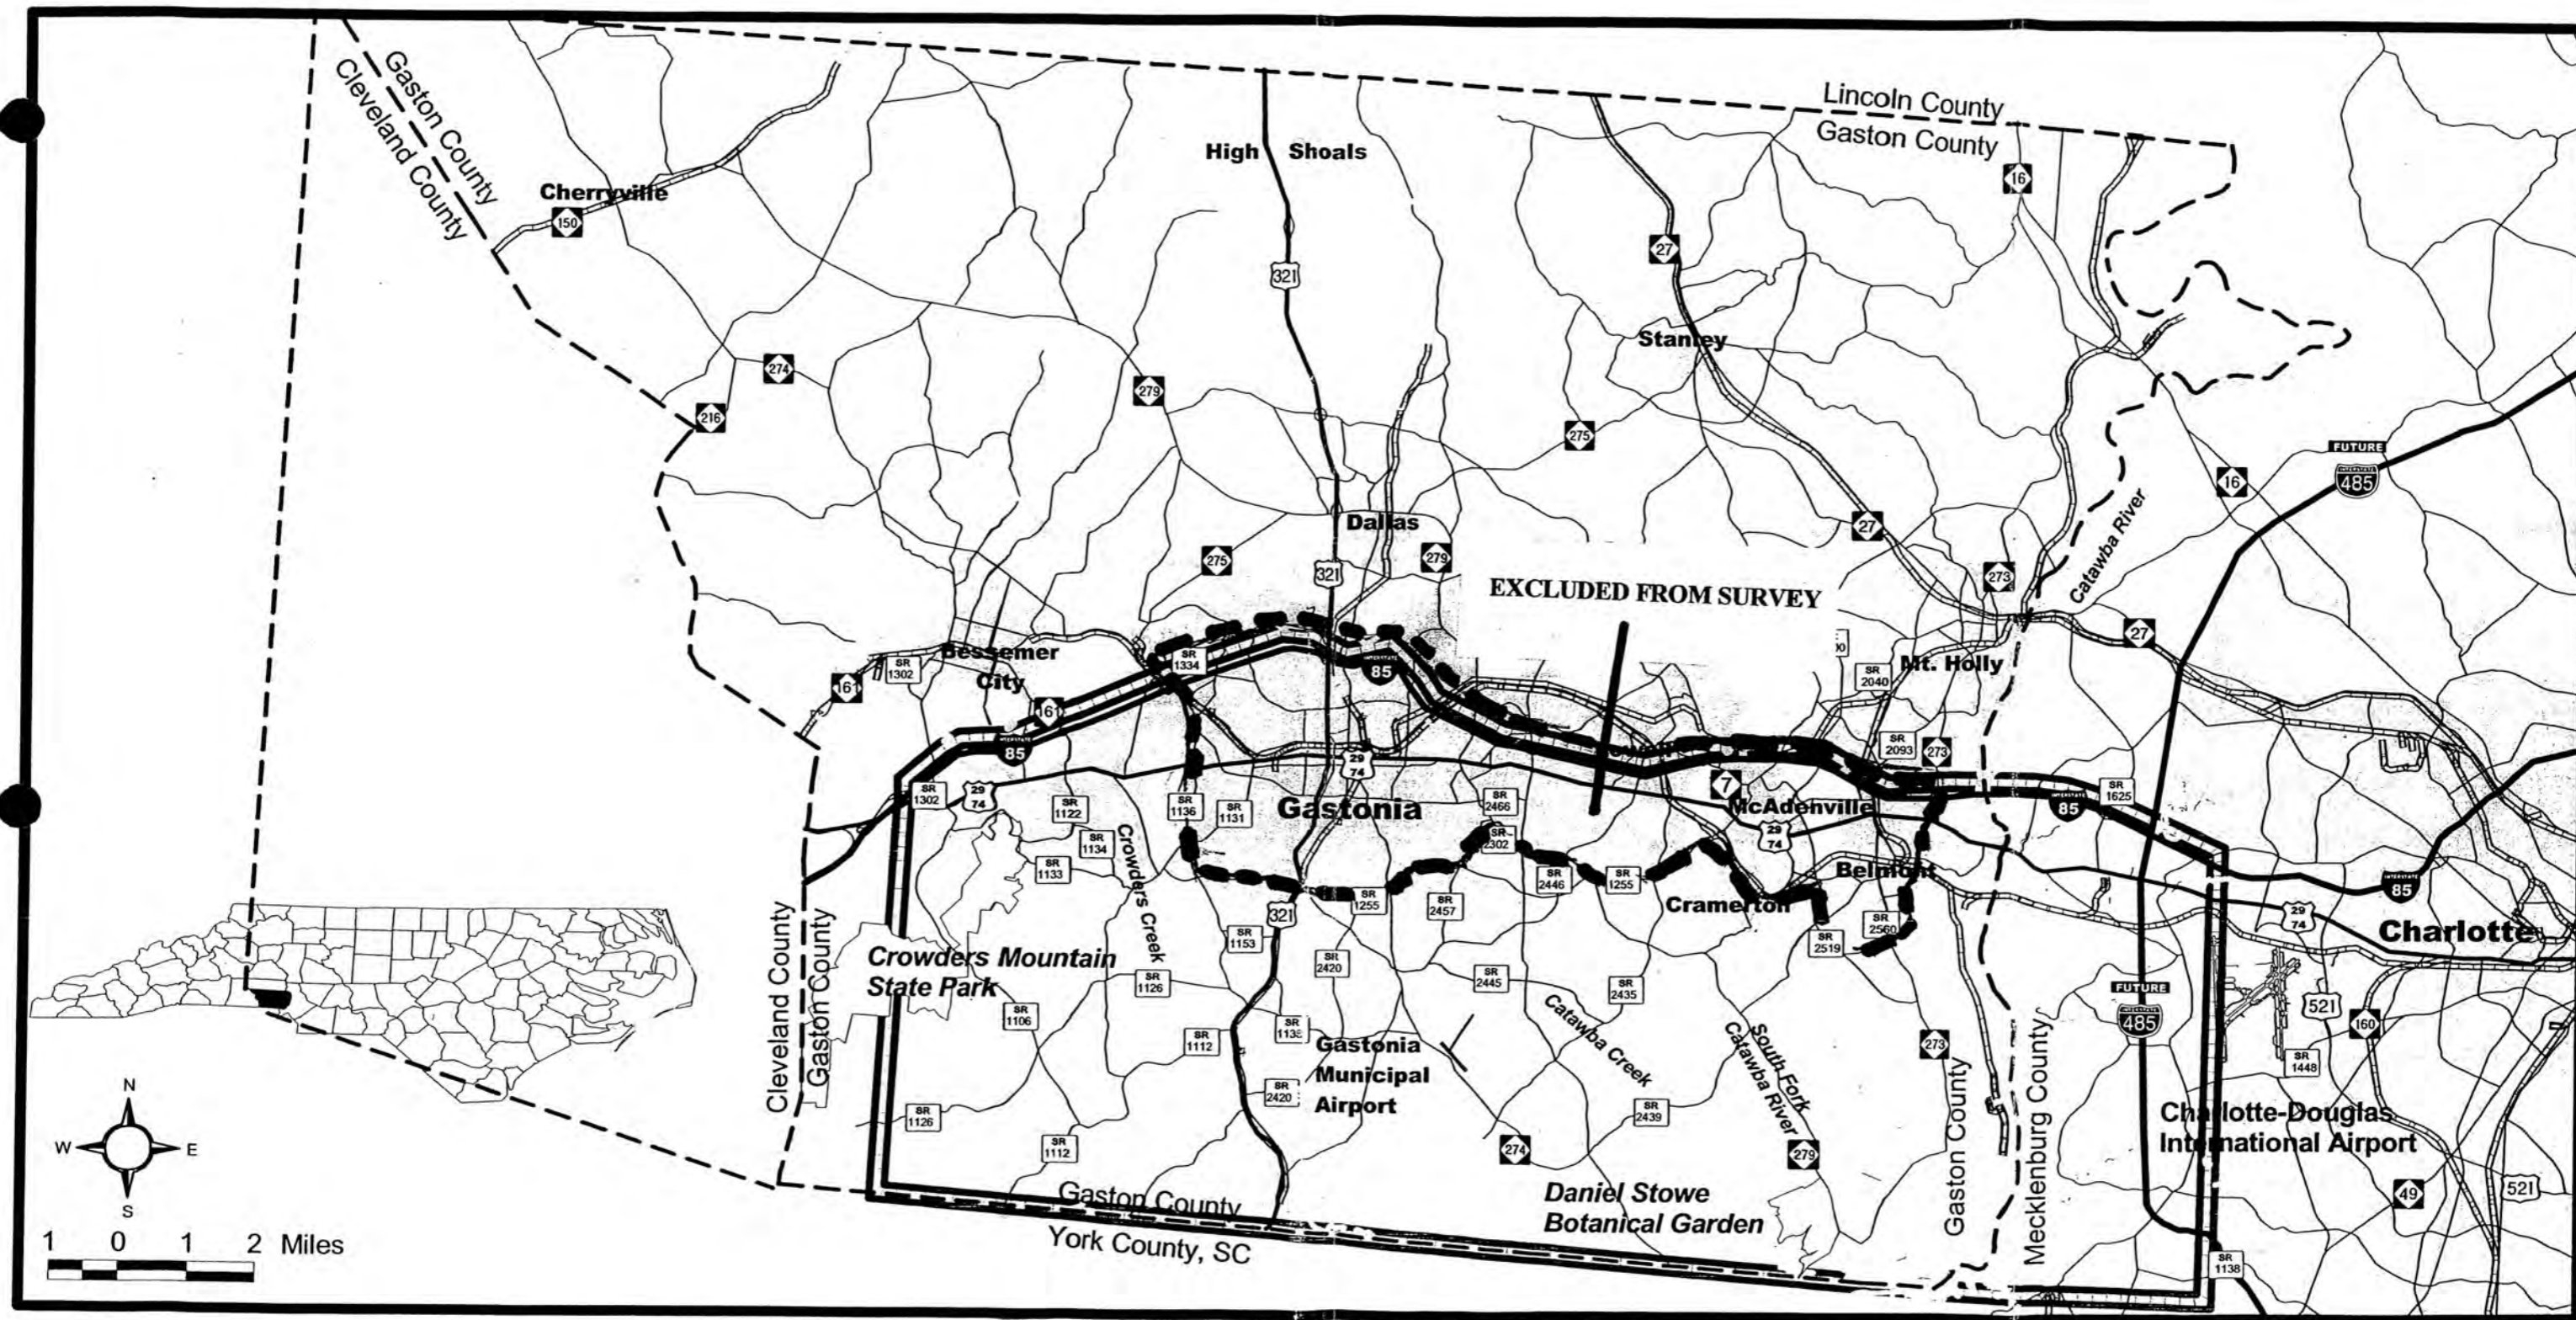 Lincoln County
Gaston County
Gaston County
Cleveland County
High Shoals
16
Cherryville
150
27
321
Stanley
274
279
216
275
FUTURE
INTERSTATE
485
16
Catawba River
Dallas
27
275
279
321
273
EXCLUDED FROM SURVEY
27
Bessemer
City
SR
1302
SR
1334
85
SR
2040
Mt. Holly
161
161
85
SR
2093
273
29
74
7
SR
1302
29
74
SR
1122
SR
1136
SR
1131
Gastonia
SR
2466
McAdenville
85
SR
1625
SR
1134
SR
1133
Crowders Creek
SR
2302
29
74
SR
2446
SR
1255
Belmont
85
SR
1255
SR
2457
Cramerton
321
SR
2560
29
74
Charlotte
Cleveland County
Gaston County
Crowders Mountain
State Park
SR
1153
SR
2420
SR
2519
SR
1126
SR
2445
SR
2435
FUTURE
INTERSTATE
485
521
160
SR
1106
SR
1112
Gastonia
Municipal
Airport
Catawba Creek
South Fork
Catawba River
273
SR
1448
SR
2420
SR
1126
SR
2439
Gaston County
Mecklenburg County
Charlotte-Douglas
International Airport
SR
1112
274
279
Daniel Stowe
Botanical Garden
49
521
Gaston County
York County, SC
SR
1138
N
W
E
S
1 0 1 2 Miles